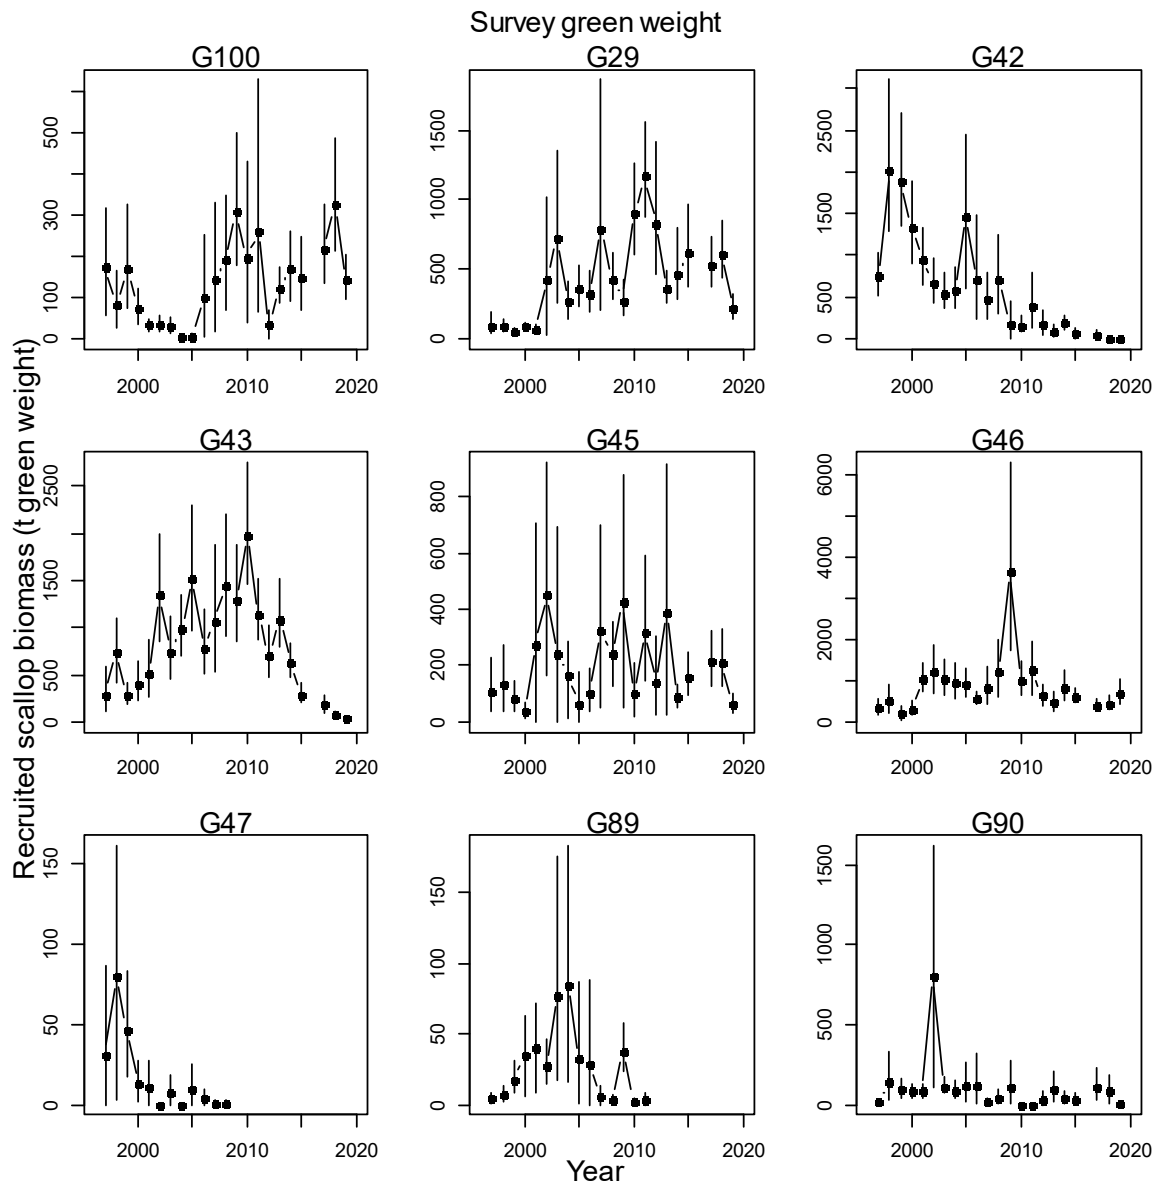 Survey green weight
G100 G29 G42
500 300 100 0
1500 1000 500 0
2500 1500 500 0
2000 2010 2020 2000 2010 2020 2000 2010 2020
Recruited scallop biomass (t green weight)
G43 G45 G46
2500 1500 500 0
800 600 400 200 0
6000 4000 2000 0
2000 2010 2020 2000 2010 2020 2000 2010 2020
G47 G89 G90
150 100 50 0
150 100 50 0
1500 1000 500 0
2000 2010 2020 2000 2010 2020 2000 2010 2020
Year